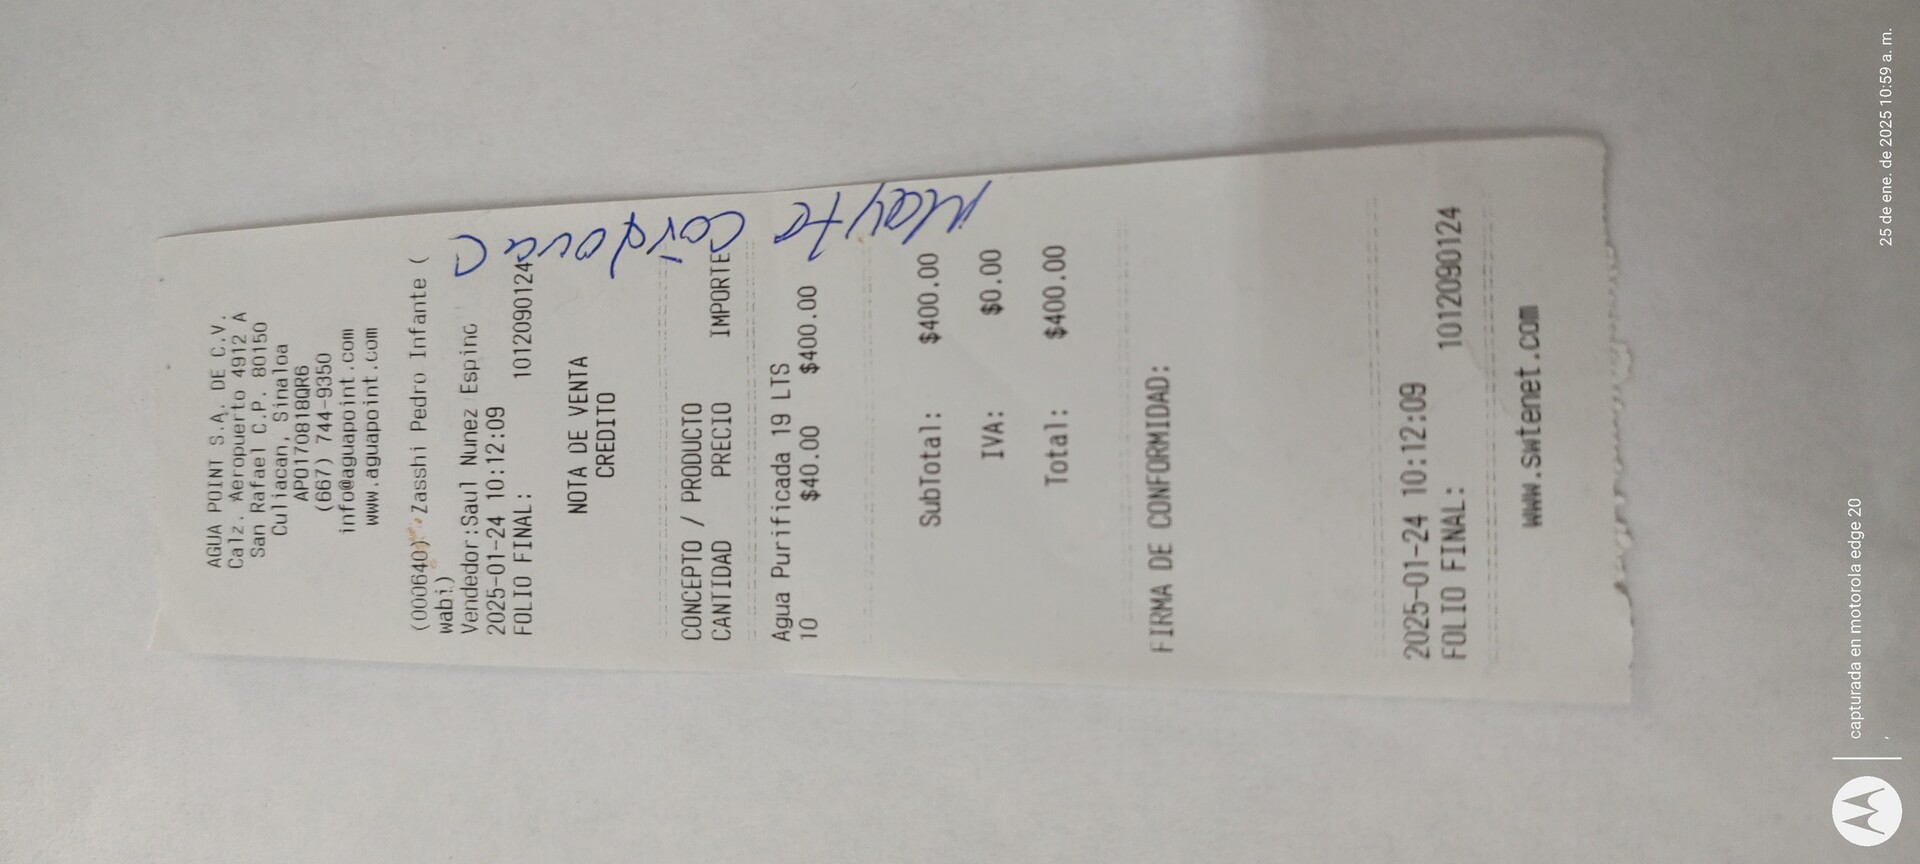 AGUA POINT S.A. DE C.V.
Calz. Aeropuerto 4912 A
San Rafael C.P. 80150
Culiacan, Sinaloa
APO170818QR6
(667) 744-9350
info@aguapoint.com
www.aguapoint.com
(000640) Zasshi Pedro Infante (
wabi)
Vendedor:Saul Nunez Espino
2025-01-24 10:12:09
FOLIO FINAL: 1012090124
NOTA DE VENTA
CREDITO
CONCEPTO / PRODUCTO
CANTIDAD PRECIO IMPORTE
Agua Purificada 19 LTS
10 $40.00 $400.00
SubTotal: $400.00
IVA: $0.00
Total: $400.00
Mayte Cordova C
FIRMA DE CONFORMIDAD:
2025-01-24 10:12:09
FOLIO FINAL: 1012090124
www.swtenet.com
capturada en motorola edge 20
25 de ene. de 2025 10:59 a. m.